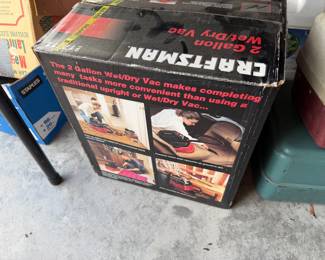 CRAFTSMAN
2 Gallon
Wet/Dry Vac
The 2 Gallon Wet/Dry Vac makes completing
many tasks more convenient than using a
traditional upright or Wet/Dry Vac...
STAPLES